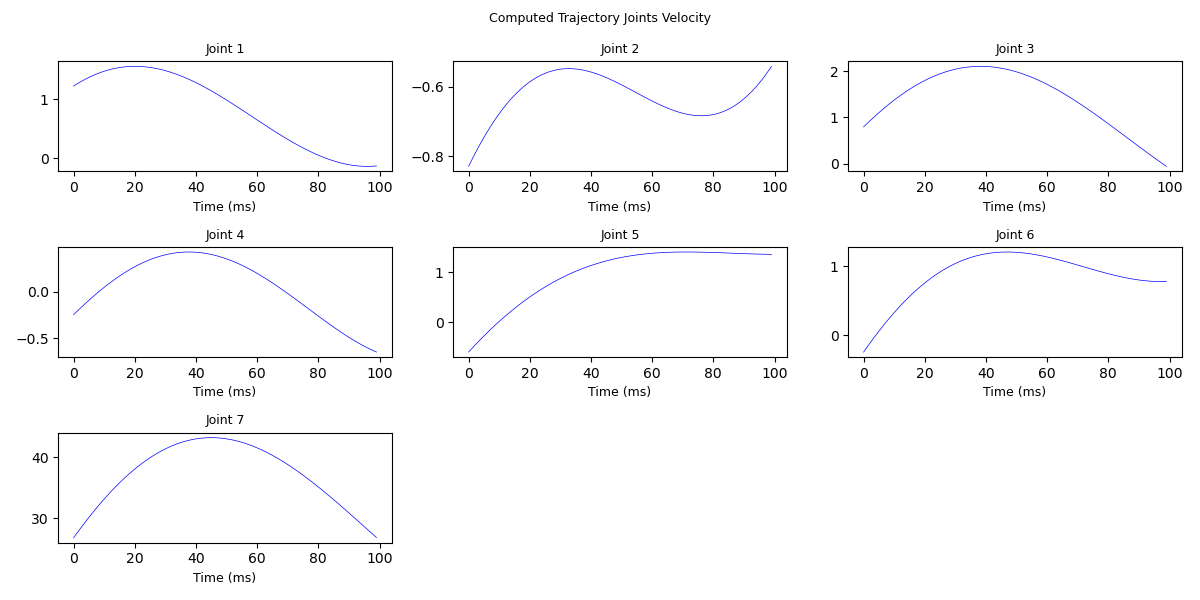 Computed Trajectory Joints Velocity
Joint 1 Joint 2 Joint 3
1 −0.6 2
1
0 −0.8 0
0 20 40 60 80 100 0 20 40 60 80 100 0 20 40 60 80 100
Time (ms) Time (ms) Time (ms)
Joint 4 Joint 5 Joint 6
0.0 1 1
−0.5 0 0
0 20 40 60 80 100 0 20 40 60 80 100 0 20 40 60 80 100
Time (ms) Time (ms) Time (ms)
Joint 7
40
30
0 20 40 60 80 100
Time (ms)